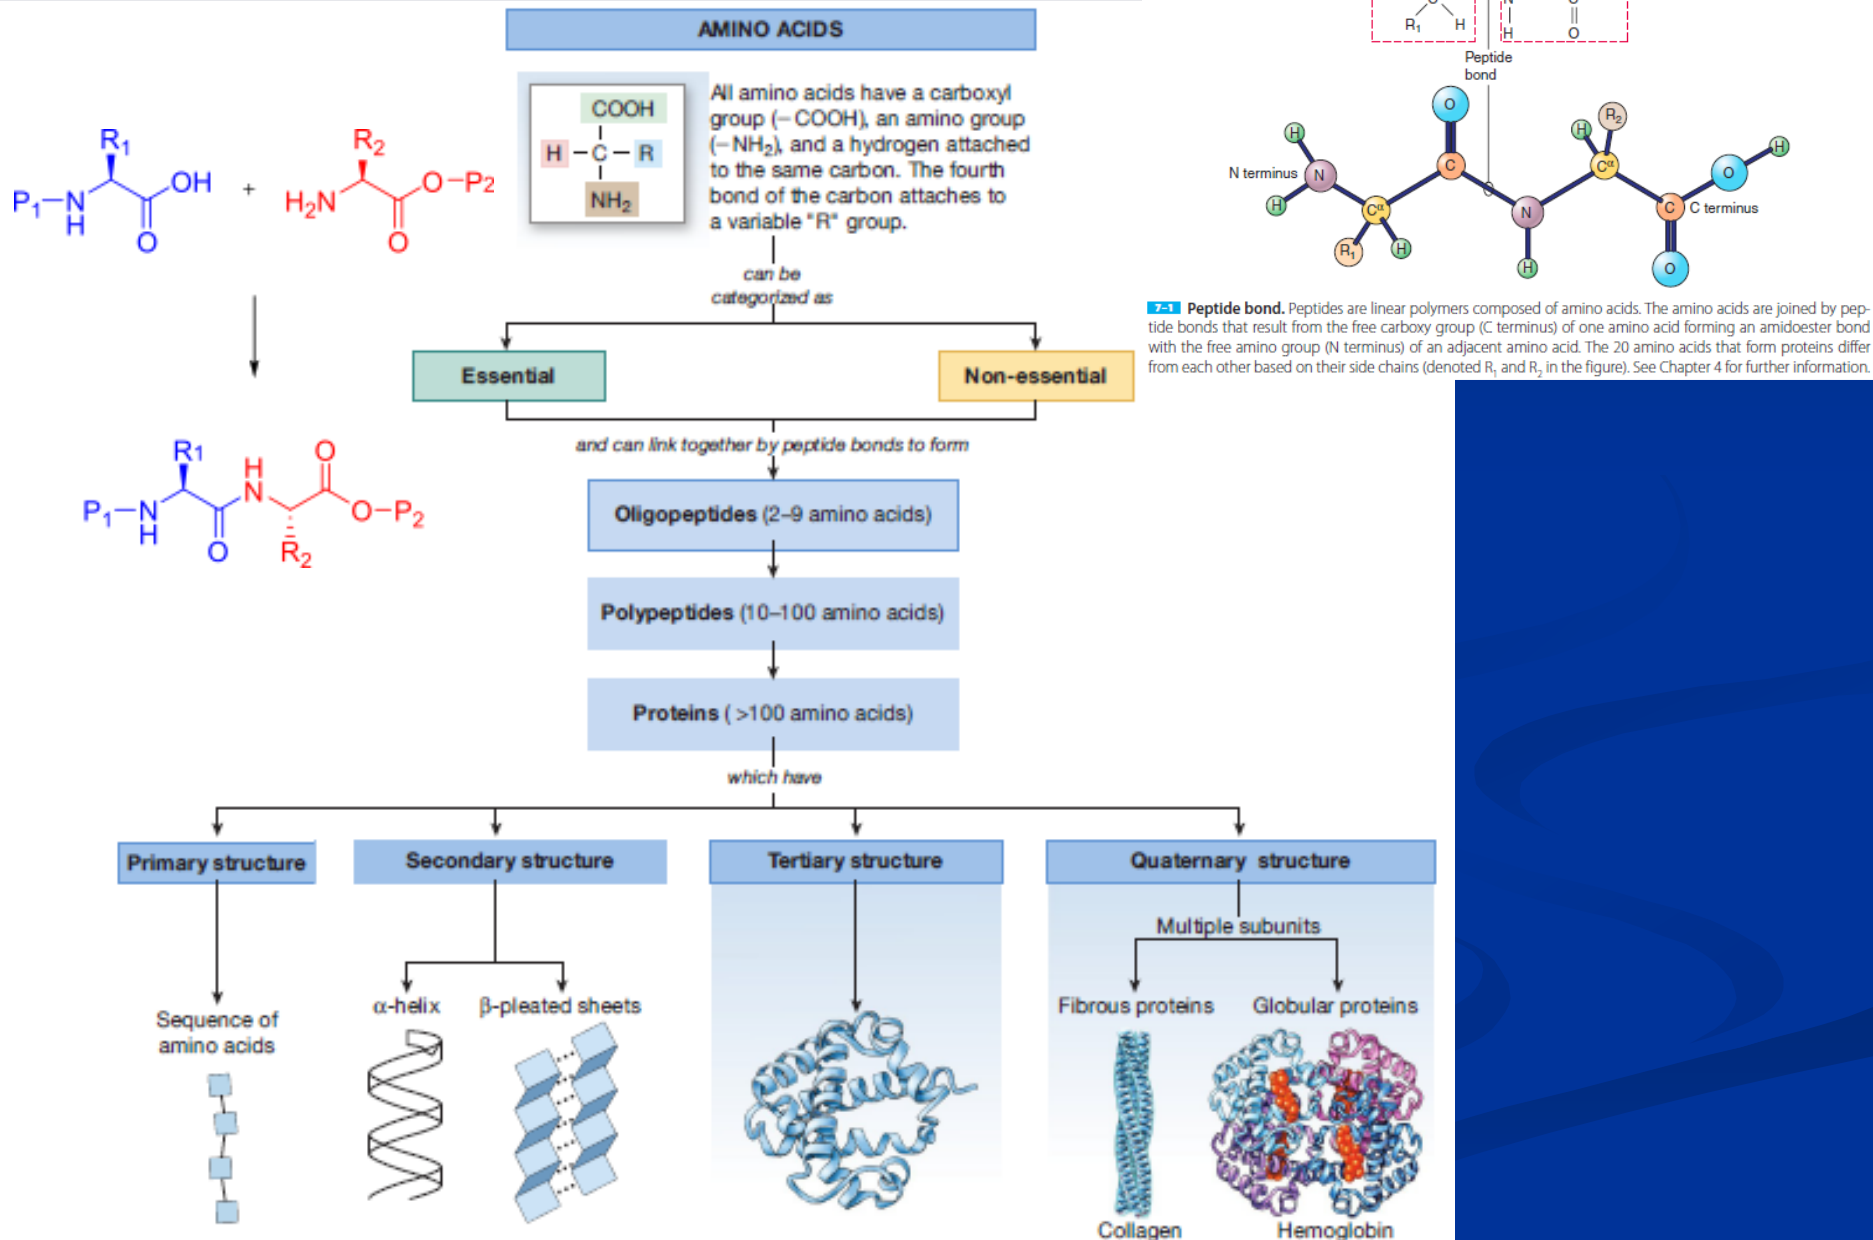 AMINO ACIDS
COOH
H – C – R
NH₂
All amino acids have a carboxyl
group (– COOH), an amino group
(–NH₂), and a hydrogen attached
to the same carbon. The fourth
bond of the carbon attaches to
a variable "R" group.
R₁
P₁–N
H
OH
O
+
R₂
H₂N
O–P₂
O
can be
categorized as
Essential
Non-essential
and can link together by peptide bonds to form
R1
P₁–N
H
O
H
N
O
O–P₂
R₂
Oligopeptides (2–9 amino acids)
Polypeptides (10–100 amino acids)
Proteins ( >100 amino acids)
which have
Primary structure
Secondary structure
Tertiary structure
Quaternary structure
Multiple subunits
Sequence of
amino acids
α-helix
β-pleated sheets
Fibrous proteins
Globular proteins
Collagen
Hemoglobin
R₁
H
H
O
Peptide
bond
N terminus
H
H
N
Cα
R₁
H
O
C
N
H
H
R₂
Cα
C
O
O
H
C terminus
7–1 Peptide bond. Peptides are linear polymers composed of amino acids. The amino acids are joined by pep-
tide bonds that result from the free carboxy group (C terminus) of one amino acid forming an amidoester bond
with the free amino group (N terminus) of an adjacent amino acid. The 20 amino acids that form proteins differ
from each other based on their side chains (denoted R₁ and R₂ in the figure). See Chapter 4 for further information.